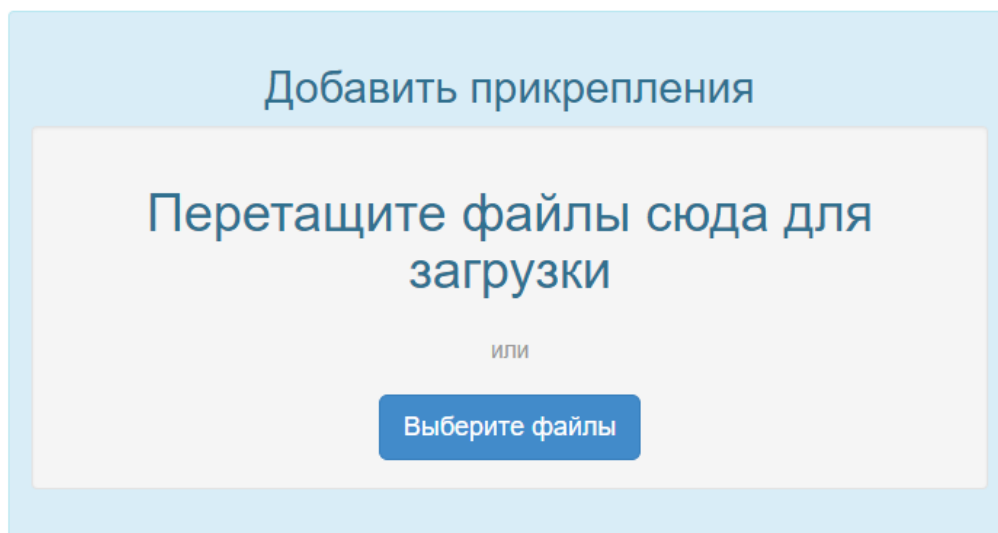 Добавить прикрепления
Перетащите файлы сюда для
загрузки
или
Выберите файлы